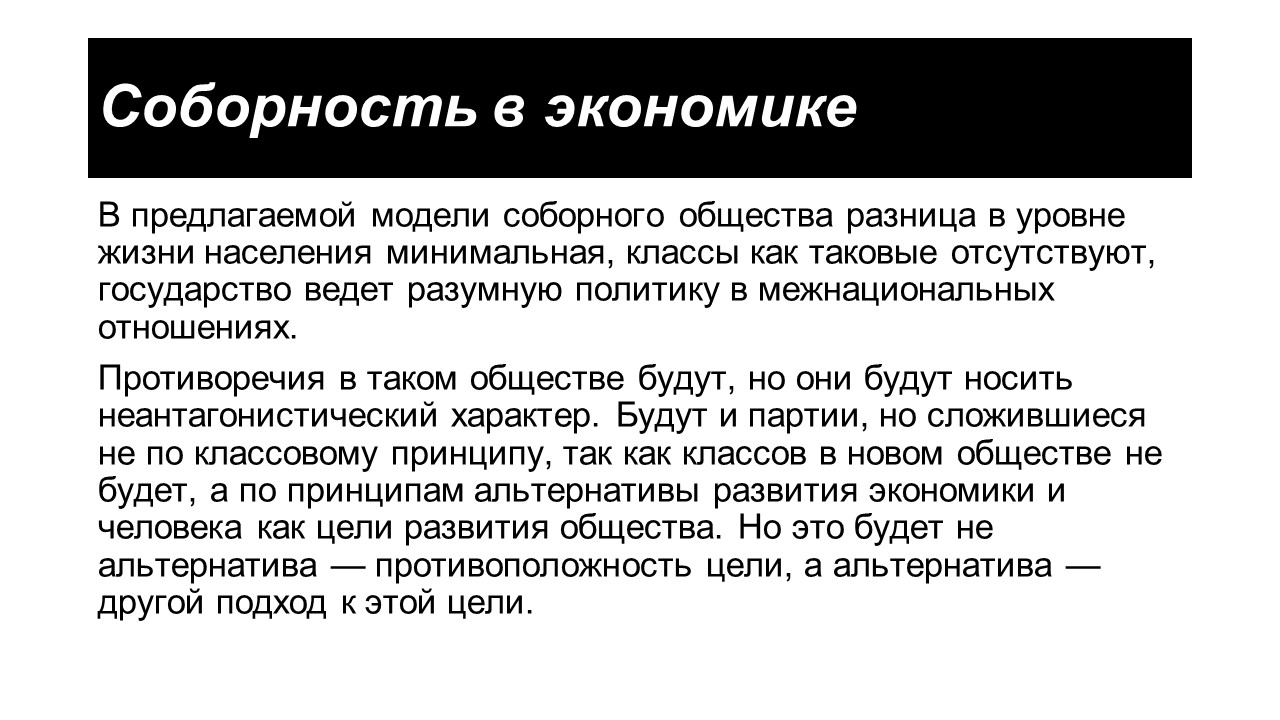 Соборность в экономике
В предлагаемой модели соборного общества разница в уровне
жизни населения минимальная, классы как таковые отсутствуют,
государство ведет разумную политику в межнациональных
отношениях.
Противоречия в таком обществе будут, но они будут носить
неантагонистический характер. Будут и партии, но сложившиеся
не по классовому принципу, так как классов в новом обществе не
будет, а по принципам альтернативы развития экономики и
человека как цели развития общества. Но это будет не
альтернатива — противоположность цели, а альтернатива —
другой подход к этой цели.